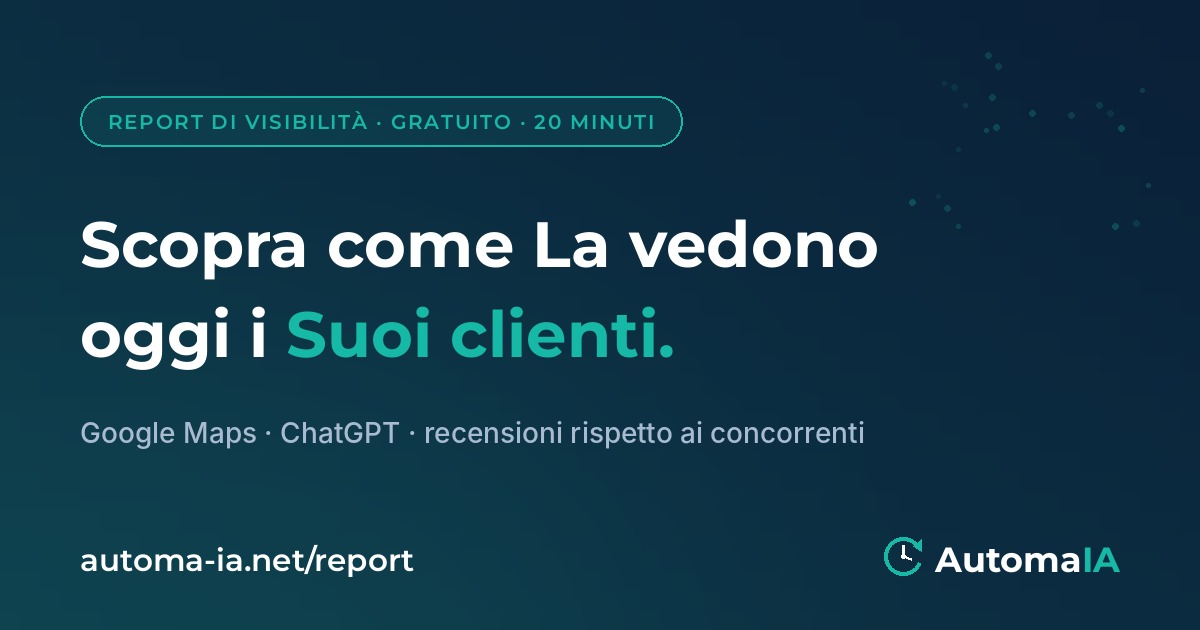 REPORT DI VISIBILITÀ · GRATUITO · 20 MINUTI
Scopra come La vedono
oggi i Suoi clienti.
Google Maps · ChatGPT · recensioni rispetto ai concorrenti
automa-ia.net/report
AutomaIA